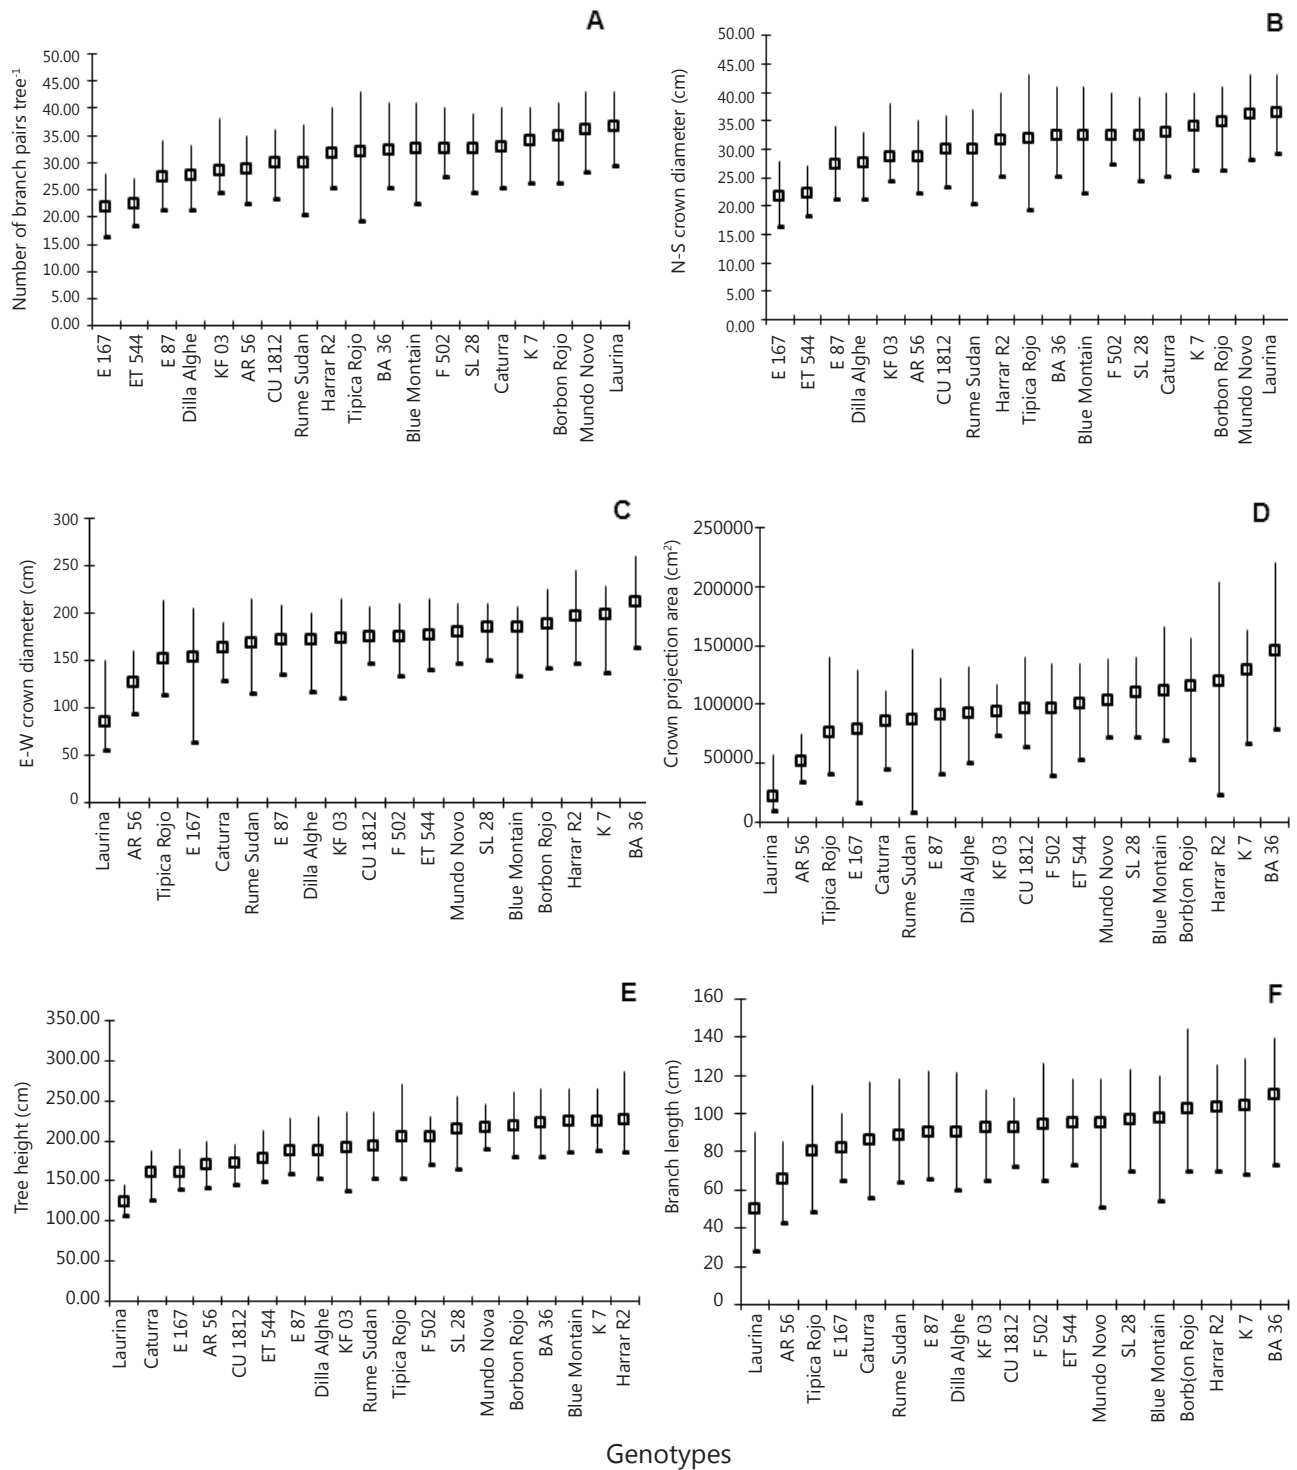 A
Number of branch pairs tree-1
50.00
45.00
40.00
35.00
30.00
25.00
20.00
15.00
10.00
5.00
0.00
E 167
ET 544
E 87
Dilla Alghe
KF 03
AR 56
CU 1812
Rume Sudan
Harrar R2
Tipica Rojo
BA 36
Blue Montain
F 502
SL 28
Caturra
K 7
Borbon Rojo
Mundo Novo
Laurina
B
N-S crown diameter (cm)
50.00
45.00
40.00
35.00
30.00
25.00
20.00
15.00
10.00
5.00
0.00
E 167
ET 544
E 87
Dilla Alghe
KF 03
AR 56
CU 1812
Rume Sudan
Harrar R2
Tipica Rojo
BA 36
Blue Montain
F 502
SL 28
Caturra
K 7
Borbon Rojo
Mundo Novo
Laurina
C
E-W crown diameter (cm)
300
250
200
150
100
50
0
Laurina
AR 56
Tipica Rojo
E 167
Caturra
Rume Sudan
E 87
Dilla Alghe
KF 03
CU 1812
F 502
ET 544
Mundo Novo
SL 28
Blue Montain
Borbon Rojo
Harrar R2
K 7
BA 36
D
Crown projection area (cm2)
250000
200000
150000
100000
50000
0
Laurina
AR 56
Tipica Rojo
E 167
Caturra
Rume Sudan
E 87
Dilla Alghe
KF 03
CU 1812
F 502
ET 544
Mundo Novo
SL 28
Blue Montain
Borb{on Rojo
Harrar R2
K 7
BA 36
E
Tree height (cm)
350.00
300.00
250.00
200.00
150.00
100.00
50.00
0.00
Laurina
Caturra
E 167
AR 56
CU 1812
ET 544
E 87
Dilla Alghe
KF 03
Rume Sudan
Tipica Rojo
F 502
SL 28
Mundo Nova
Borbon Rojo
BA 36
Blue Montain
K 7
Harrar R2
F
Branch length (cm)
160
140
120
100
80
60
40
20
0
Laurina
AR 56
Tipica Rojo
E 167
Caturra
Rume Sudan
E 87
Dilla Alghe
KF 03
CU 1812
F 502
ET 544
Mundo Novo
SL 28
Blue Montain
Borb{on Rojo
Harrar R2
K 7
BA 36
Genotypes